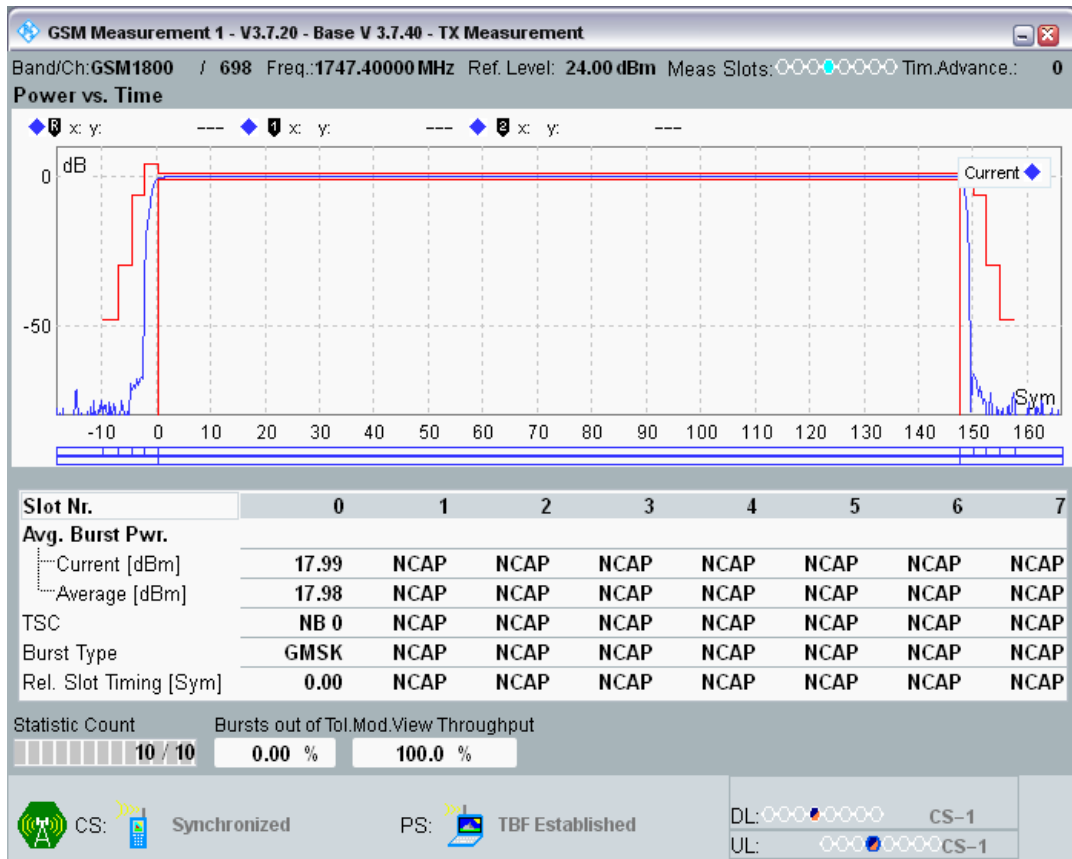 GSM Measurement 1 - V3.7.20 - Base V 3.7.40 - TX Measurement
Band/Ch:GSM1800 / 698 Freq.:1747.40000 MHz Ref. Level: 24.00 dBm Meas Slots: Tim.Advance.: 0
Power vs. Time
R x: y: --- 1 x: y: --- 2 x: y: ---
dB
Current
0
-50
Sym
-10 0 10 20 30 40 50 60 70 80 90 100 110 120 130 140 150 160
Slot Nr. 0 1 2 3 4 5 6 7
Avg. Burst Pwr.
Current [dBm] 17.99 NCAP NCAP NCAP NCAP NCAP NCAP NCAP
Average [dBm] 17.98 NCAP NCAP NCAP NCAP NCAP NCAP NCAP
TSC NB 0 NCAP NCAP NCAP NCAP NCAP NCAP NCAP
Burst Type GMSK NCAP NCAP NCAP NCAP NCAP NCAP NCAP
Rel. Slot Timing [Sym] 0.00 NCAP NCAP NCAP NCAP NCAP NCAP NCAP
Statistic Count Bursts out of Tol.Mod.View Throughput
10 / 10 0.00 % 100.0 %
CS: Synchronized PS: TBF Established DL: CS-1
UL: CS-1